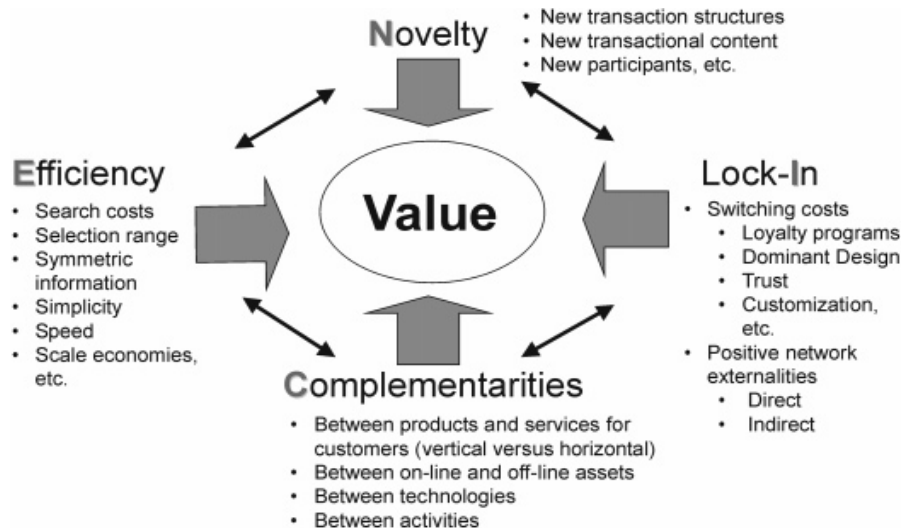 Novelty
• New transaction structures
• New transactional content
• New participants, etc.
Efficiency
• Search costs
• Selection range
• Symmetric
information
• Simplicity
• Speed
• Scale economies,
etc.
Value
Lock-In
• Switching costs
• Loyalty programs
• Dominant Design
• Trust
• Customization,
etc.
• Positive network
externalities
• Direct
• Indirect
Complementarities
• Between products and services for
customers (vertical versus horizontal)
• Between on-line and off-line assets
• Between technologies
• Between activities